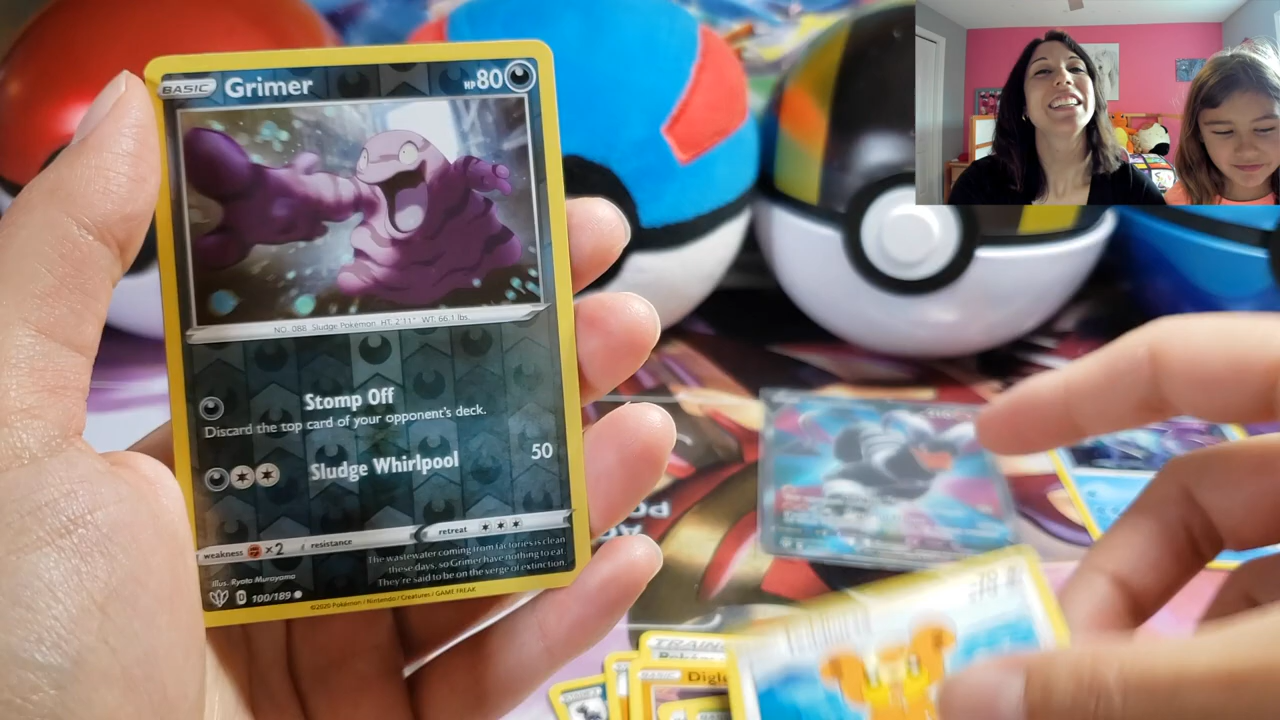 BASIC Grimer HP 80
NO. 088 Sludge Pokémon HT: 2'11" WT: 66.1 lbs.
Stomp Off
Discard the top card of your opponent's deck.
Sludge Whirlpool 50
weakness ×2 resistance retreat
The wastewater coming from factories is clean
these days, so Grimer have nothing to eat.
They're said to be on the verge of extinction.
Illus. Ryota Murayama
D 100/189
©2020 Pokémon / Nintendo / Creatures / GAME FREAK
TRAIN
BASIC Digl